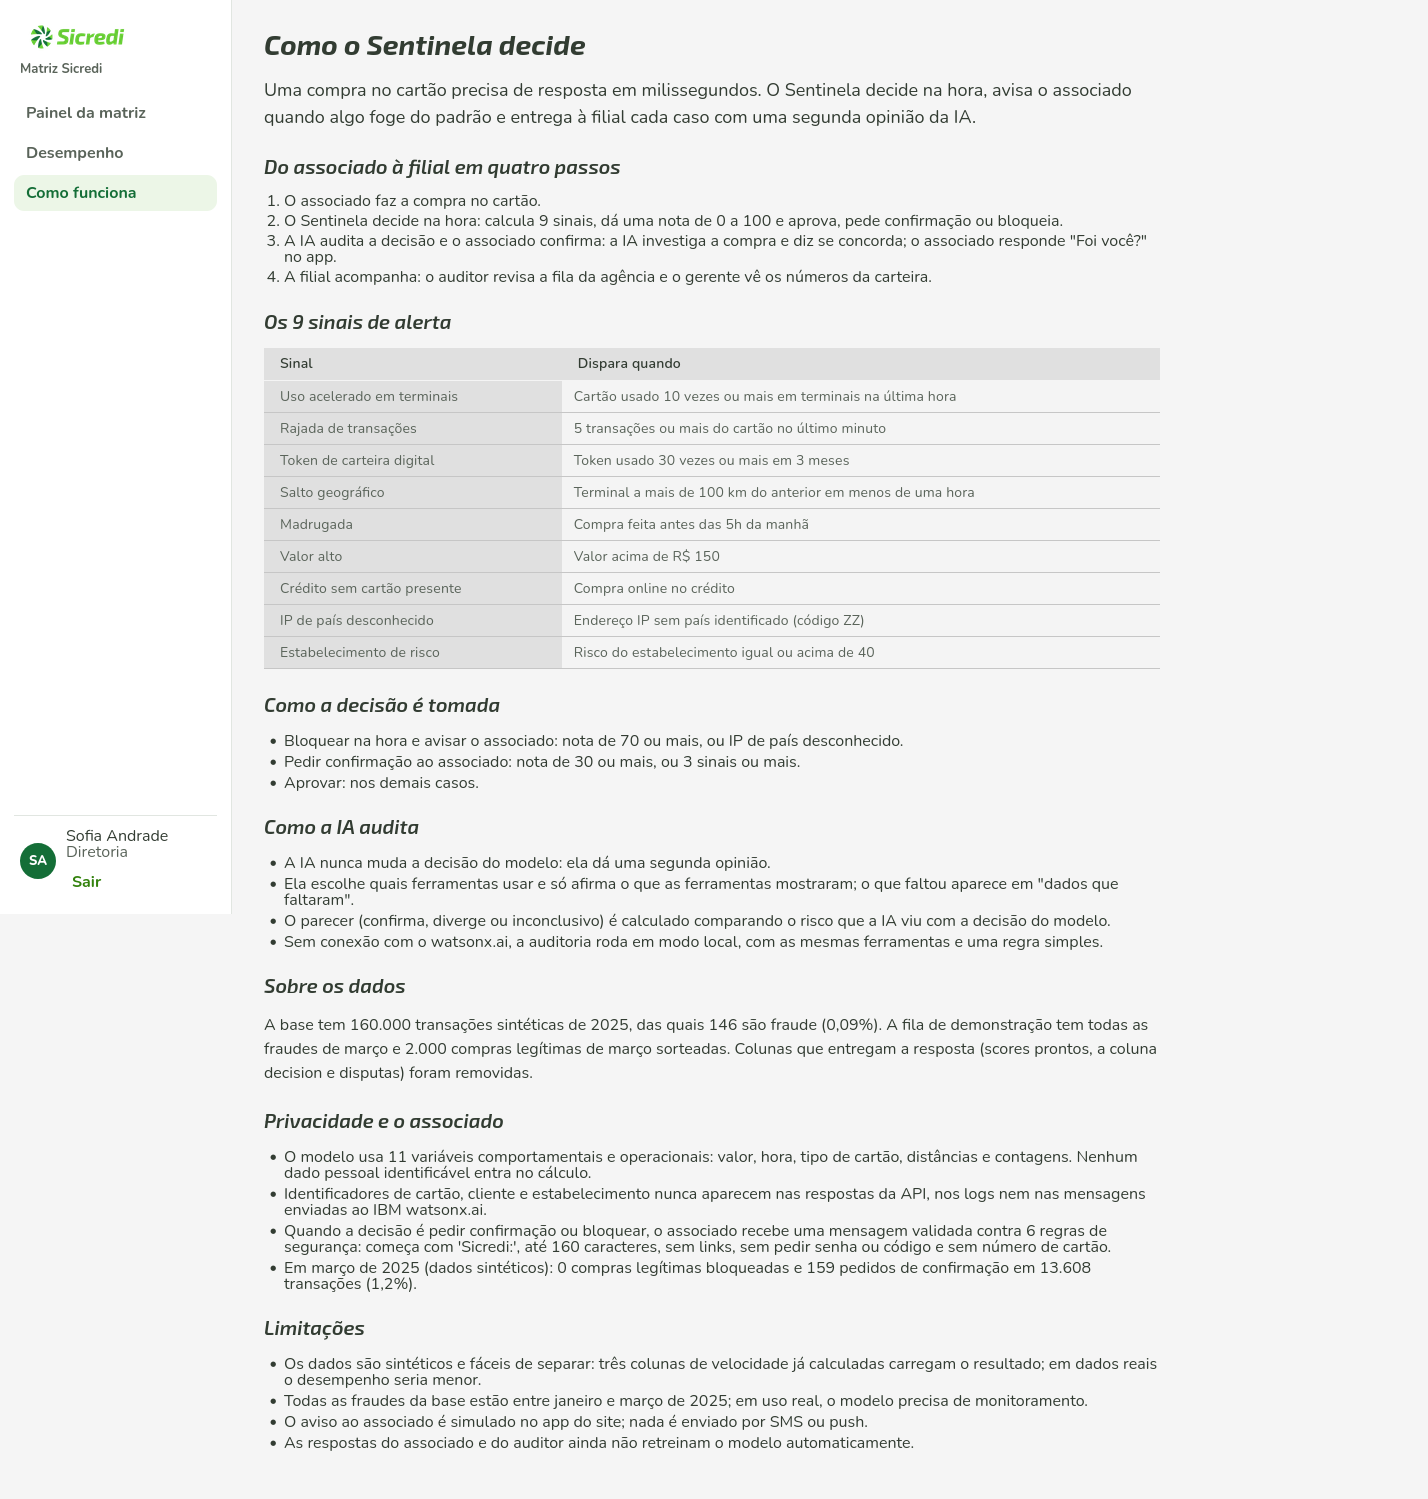 Sicredi
Matriz Sicredi
Painel da matriz
Desempenho
Como funciona
Sofia Andrade
Diretoria
SA
Sair
Como o Sentinela decide
Uma compra no cartão precisa de resposta em milissegundos. O Sentinela decide na hora, avisa o associado
quando algo foge do padrão e entrega à filial cada caso com uma segunda opinião da IA.
Do associado à filial em quatro passos
1. O associado faz a compra no cartão.
2. O Sentinela decide na hora: calcula 9 sinais, dá uma nota de 0 a 100 e aprova, pede confirmação ou bloqueia.
3. A IA audita a decisão e o associado confirma: a IA investiga a compra e diz se concorda; o associado responde "Foi você?"
no app.
4. A filial acompanha: o auditor revisa a fila da agência e o gerente vê os números da carteira.
Os 9 sinais de alerta
Sinal Dispara quando
Uso acelerado em terminais Cartão usado 10 vezes ou mais em terminais na última hora
Rajada de transações 5 transações ou mais do cartão no último minuto
Token de carteira digital Token usado 30 vezes ou mais em 3 meses
Salto geográfico Terminal a mais de 100 km do anterior em menos de uma hora
Madrugada Compra feita antes das 5h da manhã
Valor alto Valor acima de R$ 150
Crédito sem cartão presente Compra online no crédito
IP de país desconhecido Endereço IP sem país identificado (código ZZ)
Estabelecimento de risco Risco do estabelecimento igual ou acima de 40
Como a decisão é tomada
• Bloquear na hora e avisar o associado: nota de 70 ou mais, ou IP de país desconhecido.
• Pedir confirmação ao associado: nota de 30 ou mais, ou 3 sinais ou mais.
• Aprovar: nos demais casos.
Como a IA audita
• A IA nunca muda a decisão do modelo: ela dá uma segunda opinião.
• Ela escolhe quais ferramentas usar e só afirma o que as ferramentas mostraram; o que faltou aparece em "dados que
faltaram".
• O parecer (confirma, diverge ou inconclusivo) é calculado comparando o risco que a IA viu com a decisão do modelo.
• Sem conexão com o watsonx.ai, a auditoria roda em modo local, com as mesmas ferramentas e uma regra simples.
Sobre os dados
A base tem 160.000 transações sintéticas de 2025, das quais 146 são fraude (0,09%). A fila de demonstração tem todas as
fraudes de março e 2.000 compras legítimas de março sorteadas. Colunas que entregam a resposta (scores prontos, a coluna
decision e disputas) foram removidas.
Privacidade e o associado
• O modelo usa 11 variáveis comportamentais e operacionais: valor, hora, tipo de cartão, distâncias e contagens. Nenhum
dado pessoal identificável entra no cálculo.
• Identificadores de cartão, cliente e estabelecimento nunca aparecem nas respostas da API, nos logs nem nas mensagens
enviadas ao IBM watsonx.ai.
• Quando a decisão é pedir confirmação ou bloquear, o associado recebe uma mensagem validada contra 6 regras de
segurança: começa com 'Sicredi:', até 160 caracteres, sem links, sem pedir senha ou código e sem número de cartão.
• Em março de 2025 (dados sintéticos): 0 compras legítimas bloqueadas e 159 pedidos de confirmação em 13.608
transações (1,2%).
Limitações
• Os dados são sintéticos e fáceis de separar: três colunas de velocidade já calculadas carregam o resultado; em dados reais
o desempenho seria menor.
• Todas as fraudes da base estão entre janeiro e março de 2025; em uso real, o modelo precisa de monitoramento.
• O aviso ao associado é simulado no app do site; nada é enviado por SMS ou push.
• As respostas do associado e do auditor ainda não retreinam o modelo automaticamente.